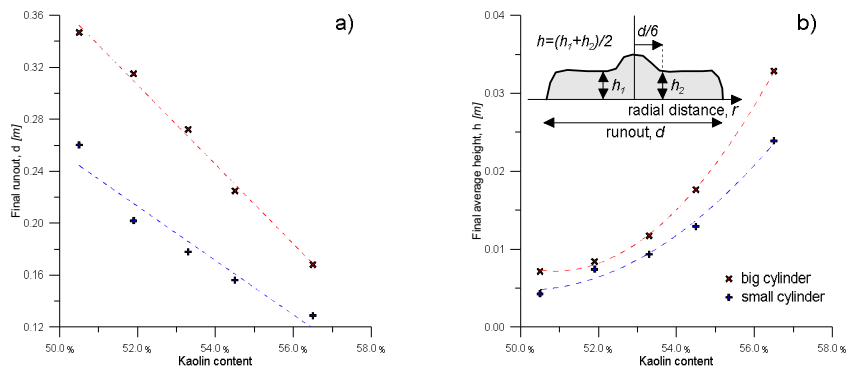 a)
0.36
0.32
0.28
0.24
0.20
0.16
0.12
Final runout, d [m]
50.0 %
52.0 %
54.0 %
56.0 %
58.0 %
Kaolin content
b)
0.04
0.03
0.02
0.01
0.00
Final average height, h [m]
h=(h1+h2)/2
d/6
h1
h2
radial distance, r
runout, d
big cylinder
small cylinder
50.0 %
52.0 %
54.0 %
56.0 %
58.0 %
Kaolin content